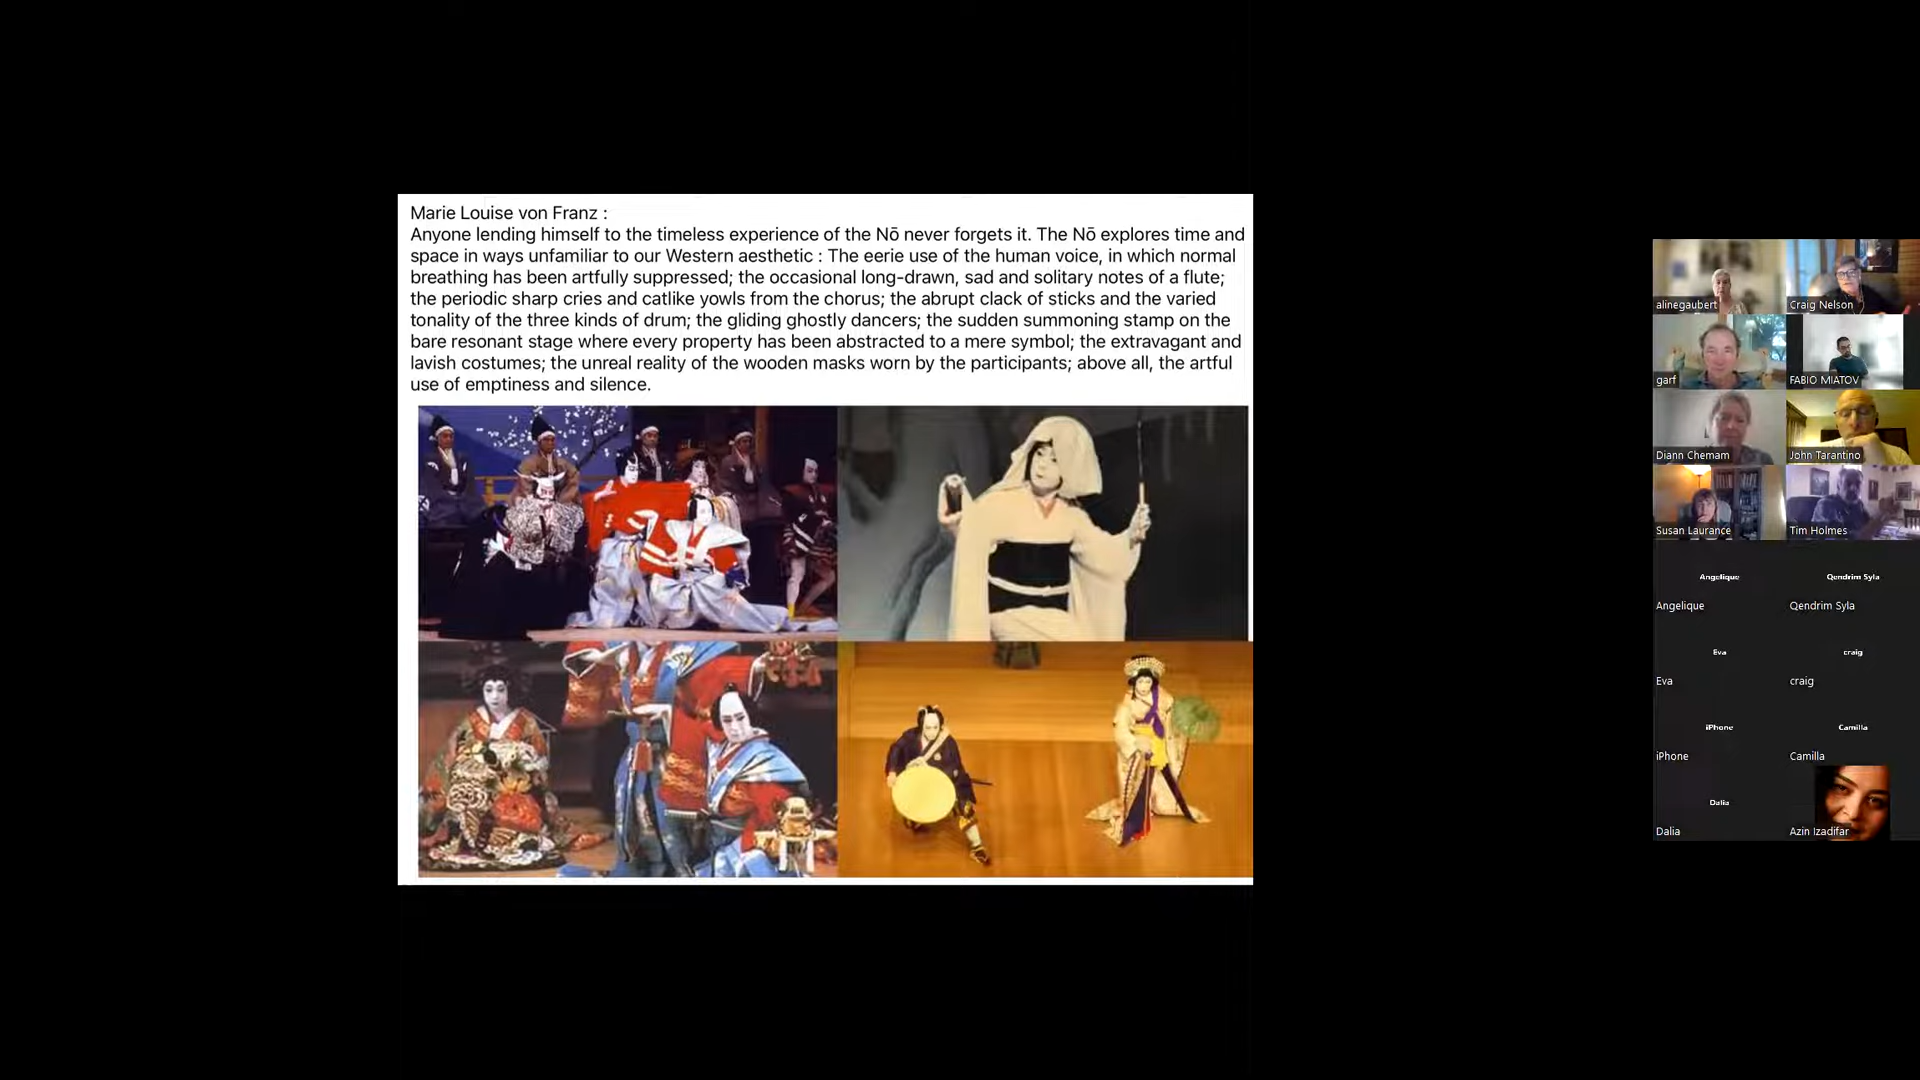 Marie Louise von Franz :
Anyone lending himself to the timeless experience of the Nō never forgets it. The Nō explores time and
space in ways unfamiliar to our Western aesthetic : The eerie use of the human voice, in which normal
breathing has been artfully suppressed; the occasional long-drawn, sad and solitary notes of a flute;
the periodic sharp cries and catlike yowls from the chorus; the abrupt clack of sticks and the varied
tonality of the three kinds of drum; the gliding ghostly dancers; the sudden summoning stamp on the
bare resonant stage where every property has been abstracted to a mere symbol; the extravagant and
lavish costumes; the unreal reality of the wooden masks worn by the participants; above all, the artful
use of emptiness and silence.
alinegaubert
Craig Nelson
garf
FABIO MIATOV
Diann Chemam
John Tarantino
Susan Laurance
Tim Holmes
Angelique
Qendrim Syla
Angelique
Qendrim Syla
Eva
craig
Eva
craig
iPhone
Camilla
iPhone
Camilla
Dalia
Dalia
Azin Izadifar